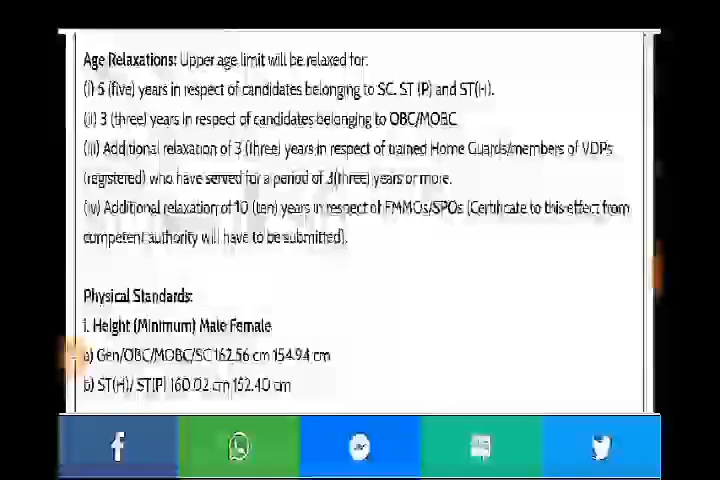 Age Relaxations: Upper age limit will be relaxed for:
(i) 5 (five) years in respect of candidates belonging to SC, ST (P) and ST(H).
(ii) 3 (three) years in respect of candidates belonging to OBC/MOBC
(iii) Additional relaxation of 3 (three) years in respect of trained Home Guards/members of VDPs
(registered) who have served for a period of 3(three) years or more.
(iv) Additional relaxation of 10 (ten) years in respect of FMMOs/SPOs (Certificate to this effect from
competent authority will have to be submitted).
Physical Standards:
i. Height (Minimum) Male Female
a) Gen/OBC/MOBC/SC 162.56 cm 154.94 cm
b) ST(H)/ ST(P) 160.02 cm 152.40 cm